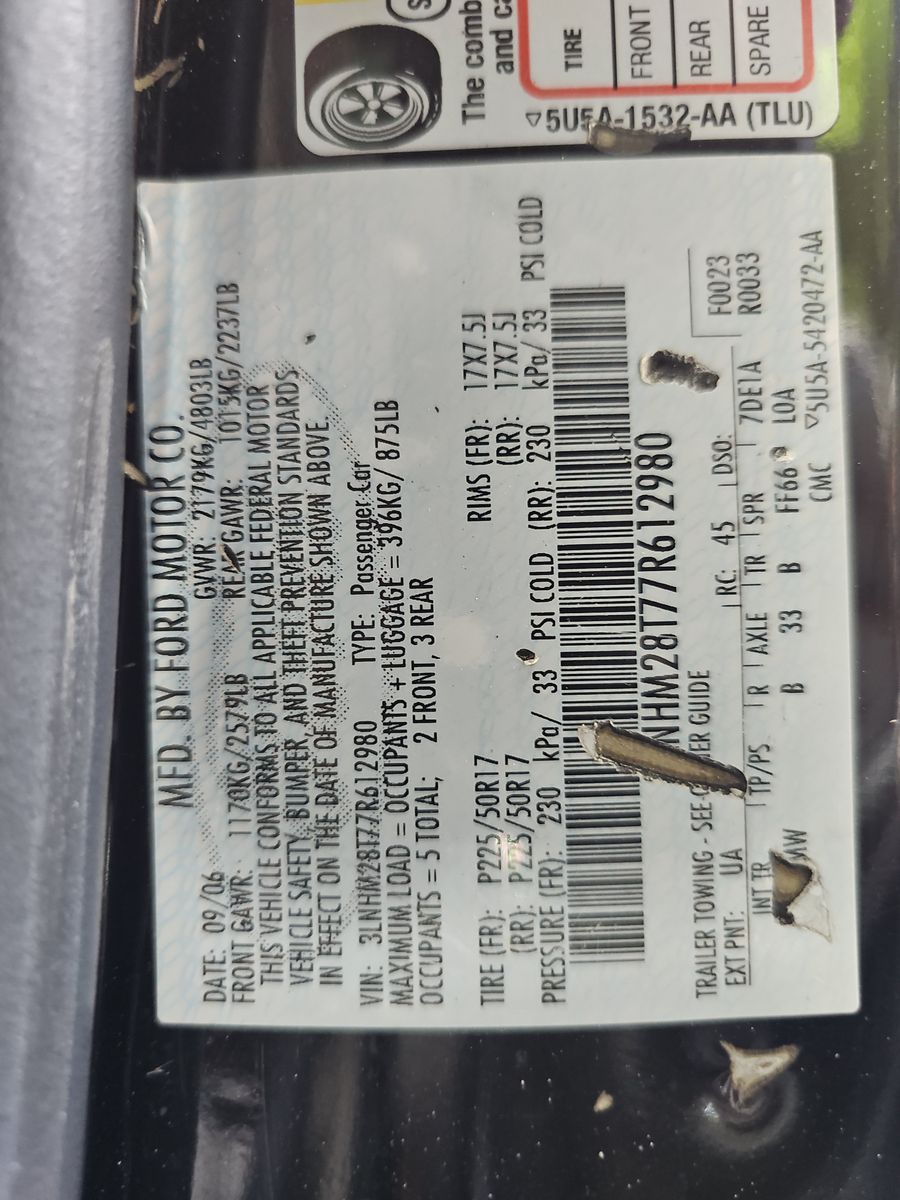 MFD. BY FORD MOTOR CO.
DATE: 09/06 GVWR: 2179KG/4803LB
FRONT GAWR: 1170KG/2579LB REAR GAWR: 1015KG/2237LB
THIS VEHICLE CONFORMS TO ALL APPLICABLE FEDERAL MOTOR
VEHICLE SAFETY, BUMPER, AND THEFT PREVENTION STANDARDS
IN EFFECT ON THE DATE OF MANUFACTURE SHOWN ABOVE.
VIN: 3LNHM28T77R612980 TYPE: Passenger Car
MAXIMUM LOAD = OCCUPANTS + LUGGAGE = 396KG/ 875LB
OCCUPANTS = 5 TOTAL; 2 FRONT, 3 REAR
TIRE (FR): P225/50R17 RIMS (FR): 17X7.5J
(RR): P225/50R17 (RR): 17X7.5J
PRESSURE (FR): 230 kPa/ 33 PSI COLD (RR): 230 kPa/ 33 PSI COLD
NHM28T77R612980
TRAILER TOWING - SEE ER GUIDE
F0023
R0033
EXT PNT: UA RC: 45 DSO:
INT TR TP/PS R AXLE TR SPR 7DE1A
AW B 33 B FF66 LOA
CMC ▽5U5A-5420472-AA
The comb
and ca
TIRE
FRONT
REAR
SPARE
▽5U5A-1532-AA (TLU)